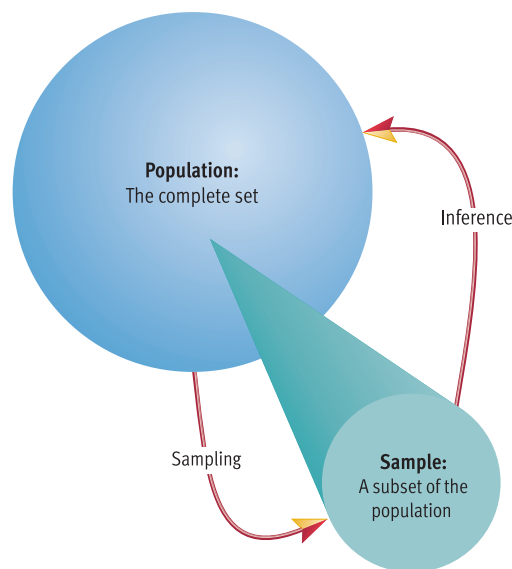 Population:
The complete set
Inference
Sampling
Sample:
A subset of the
population